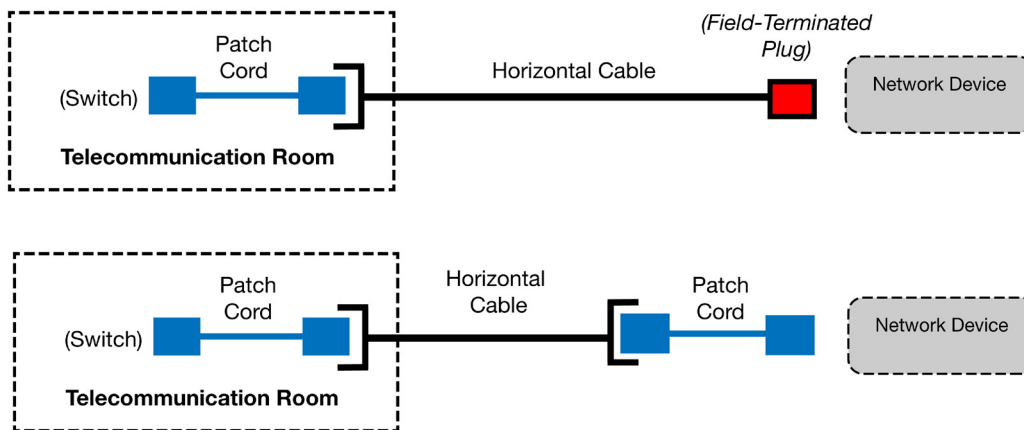 (Field-Terminated
Plug)
Patch
Cord
Horizontal Cable
Network Device
(Switch)
Telecommunication Room
Horizontal
Cable
Patch
Cord
Patch
Cord
Network Device
(Switch)
Telecommunication Room